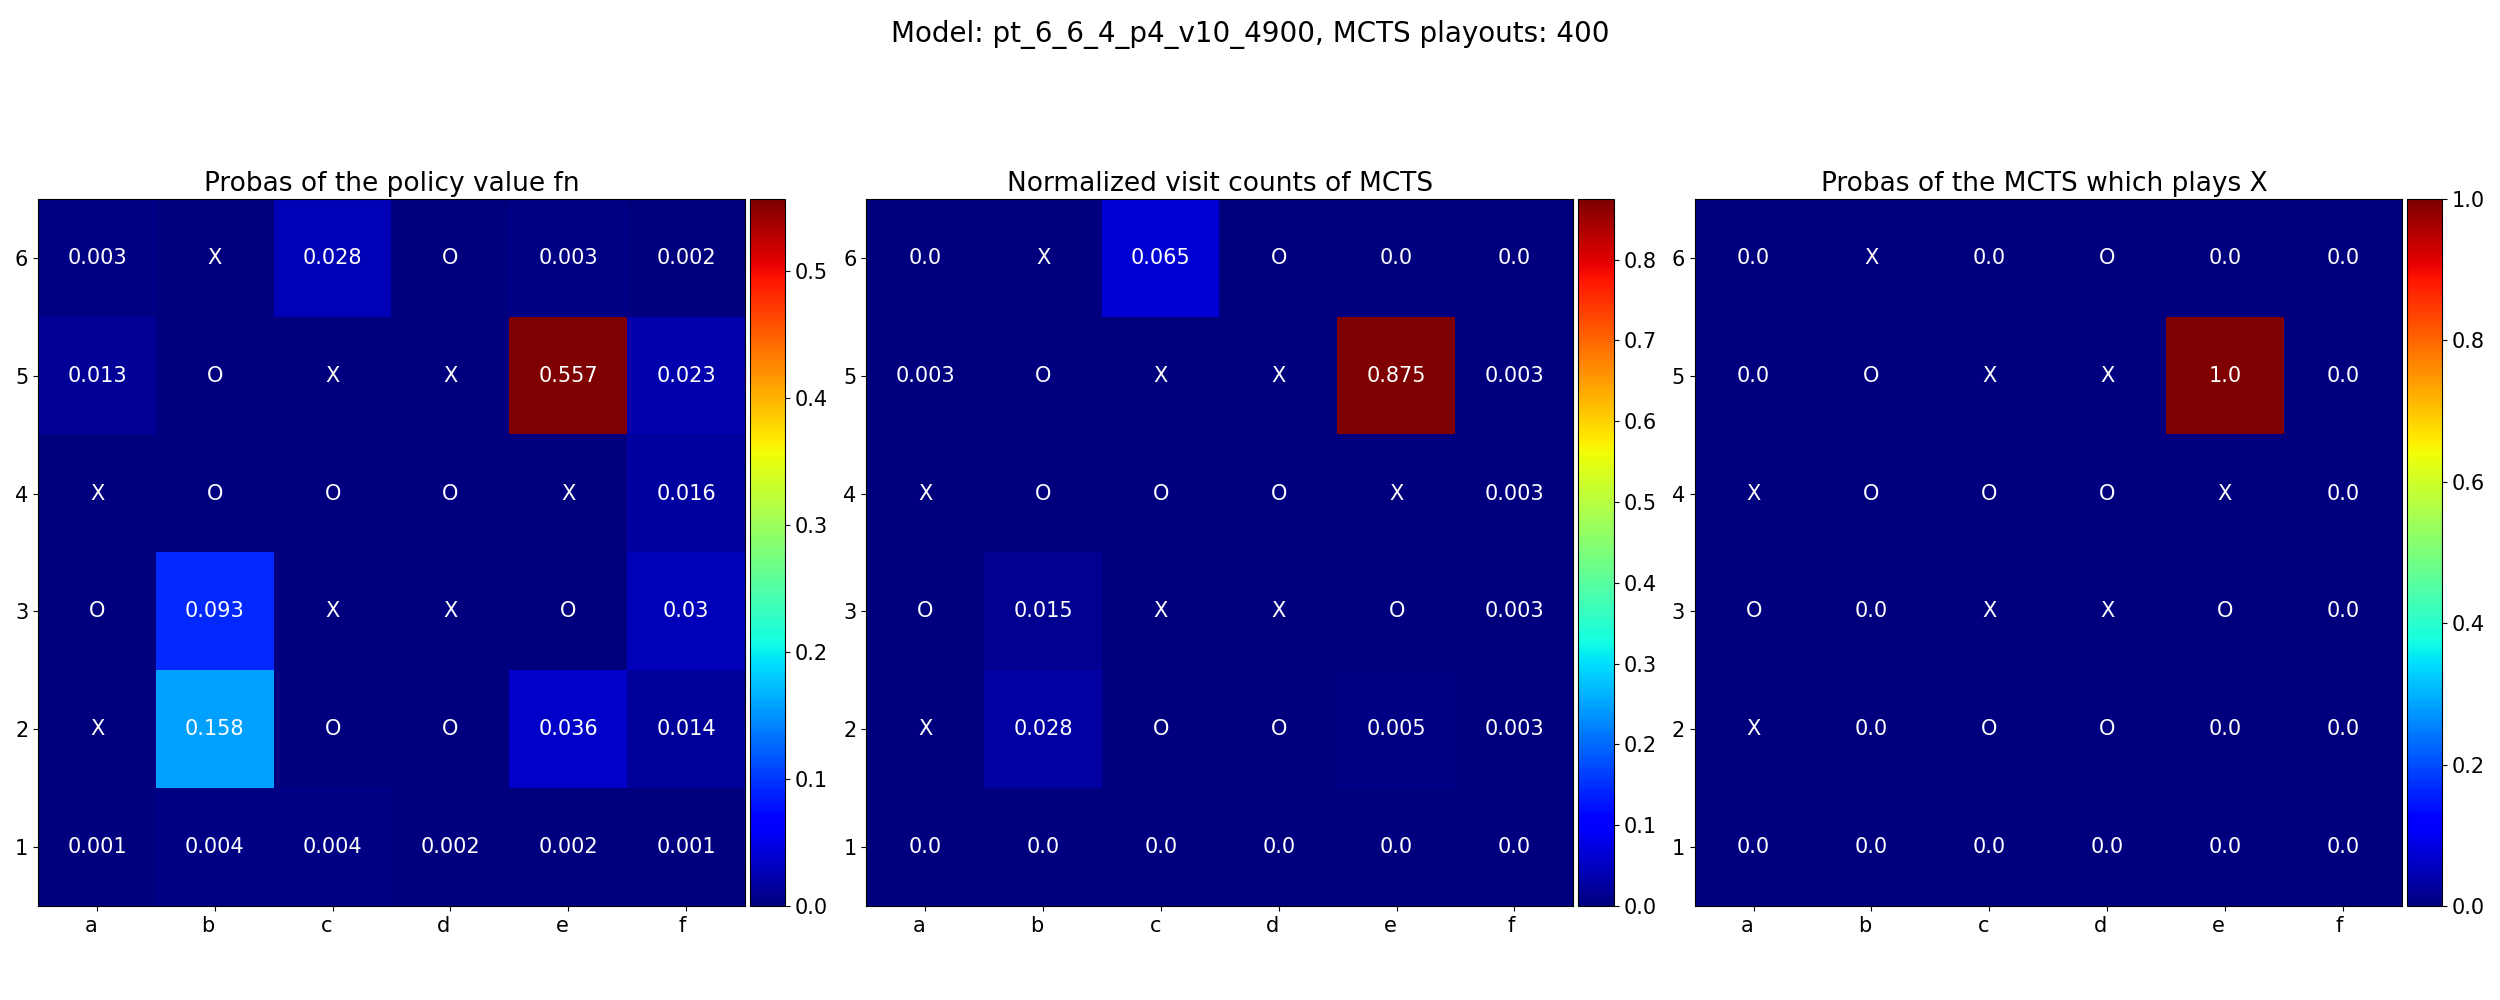 Model: pt_6_6_4_p4_v10_4900, MCTS playouts: 400
Probas of the policy value fn
6 0.003 X 0.028 O 0.003 0.002
5 0.013 O X X 0.557 0.023
4 X O O O X 0.016
3 O 0.093 X X O 0.03
2 X 0.158 O O 0.036 0.014
1 0.001 0.004 0.004 0.002 0.002 0.001
a b c d e f
0.5
0.4
0.3
0.2
0.1
0.0
Normalized visit counts of MCTS
6 0.0 X 0.065 O 0.0 0.0
5 0.003 O X X 0.875 0.003
4 X O O O X 0.003
3 O 0.015 X X O 0.003
2 X 0.028 O O 0.005 0.003
1 0.0 0.0 0.0 0.0 0.0 0.0
a b c d e f
0.8
0.7
0.6
0.5
0.4
0.3
0.2
0.1
0.0
Probas of the MCTS which plays X
6 0.0 X 0.0 O 0.0 0.0
5 0.0 O X X 1.0 0.0
4 X O O O X 0.0
3 O 0.0 X X O 0.0
2 X 0.0 O O 0.0 0.0
1 0.0 0.0 0.0 0.0 0.0 0.0
a b c d e f
1.0
0.8
0.6
0.4
0.2
0.0